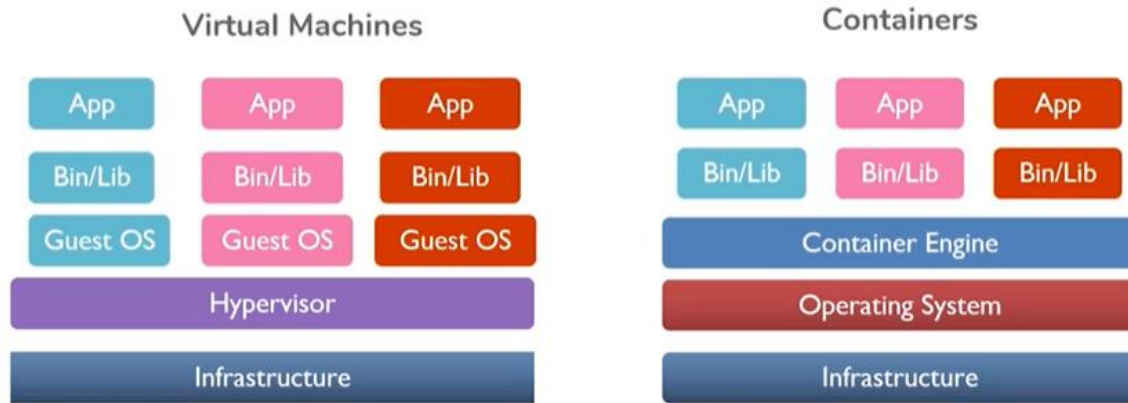 Virtual Machines
App App App
Bin/Lib Bin/Lib Bin/Lib
Guest OS Guest OS Guest OS
Hypervisor
Infrastructure
Containers
App App App
Bin/Lib Bin/Lib Bin/Lib
Container Engine
Operating System
Infrastructure